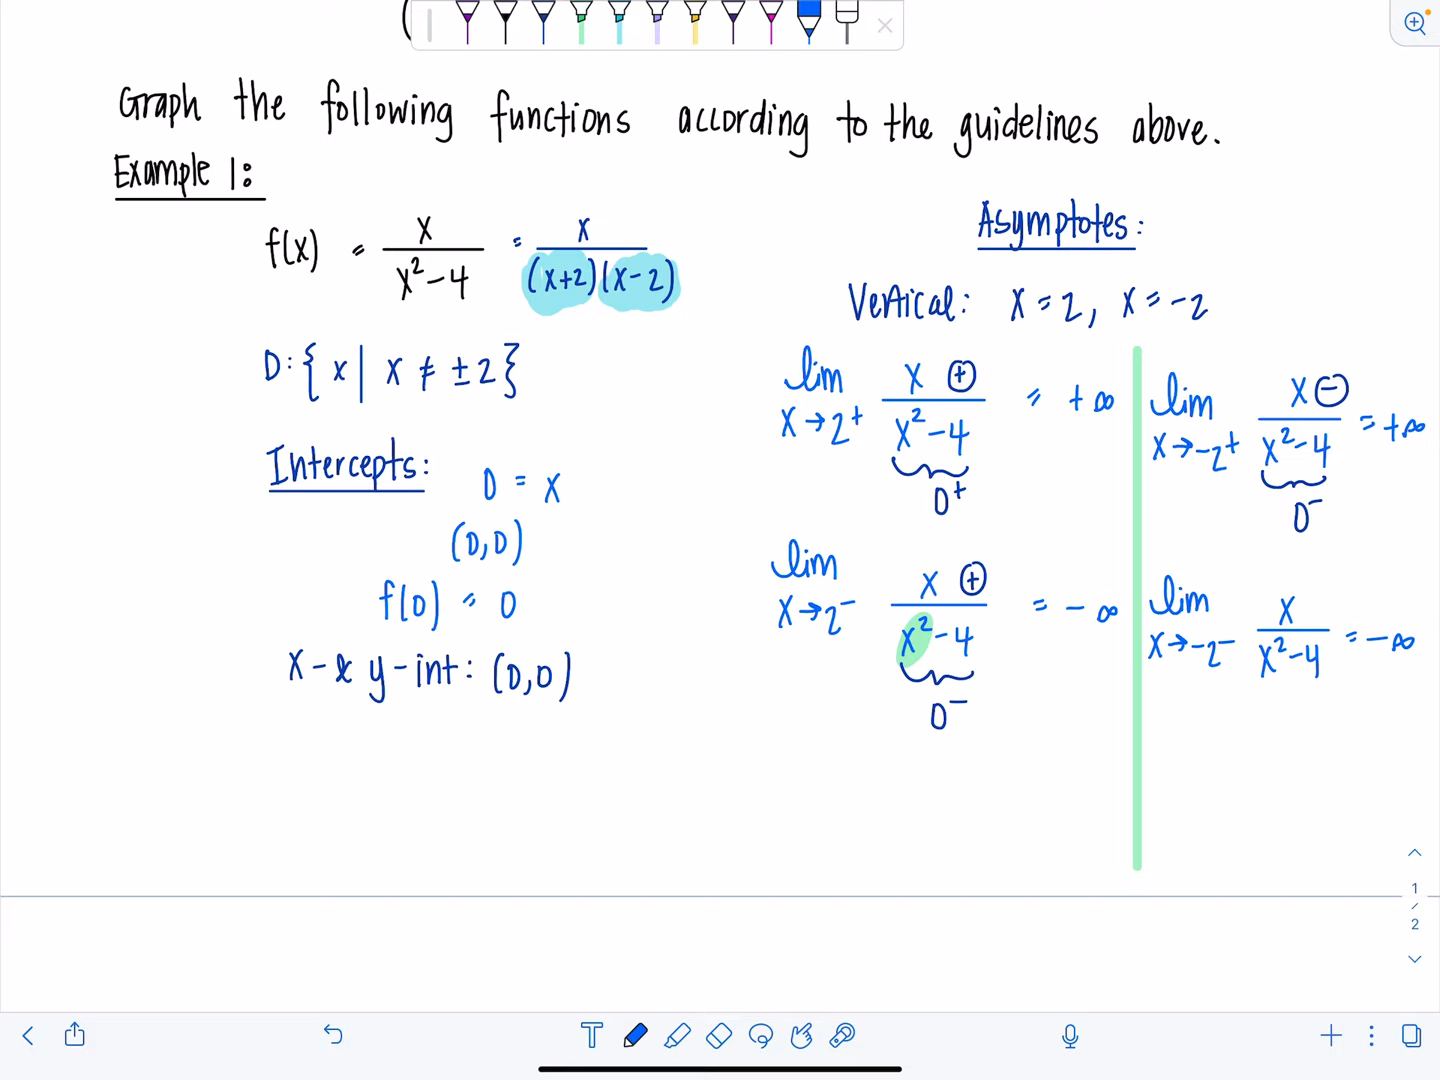 Graph the following functions according to the guidelines above.
Example 1:
f(x) = x / (x² - 4) = x / ((x+2)(x-2))
D: { x | x ≠ ±2 }
Intercepts:
0 = x
(0,0)
f(0) = 0
x- & y-int: (0,0)
Asymptotes:
Vertical: x = 2, x = -2
lim x→2⁺ x ⊕ / (x² - 4) = +∞
0⁺
lim x→2⁻ x ⊕ / (x² - 4) = -∞
0⁻
lim x→-2⁺ x ⊖ / (x² - 4) = +∞
0⁻
lim x→-2⁻ x / (x² - 4) = -∞
1
/
2
T